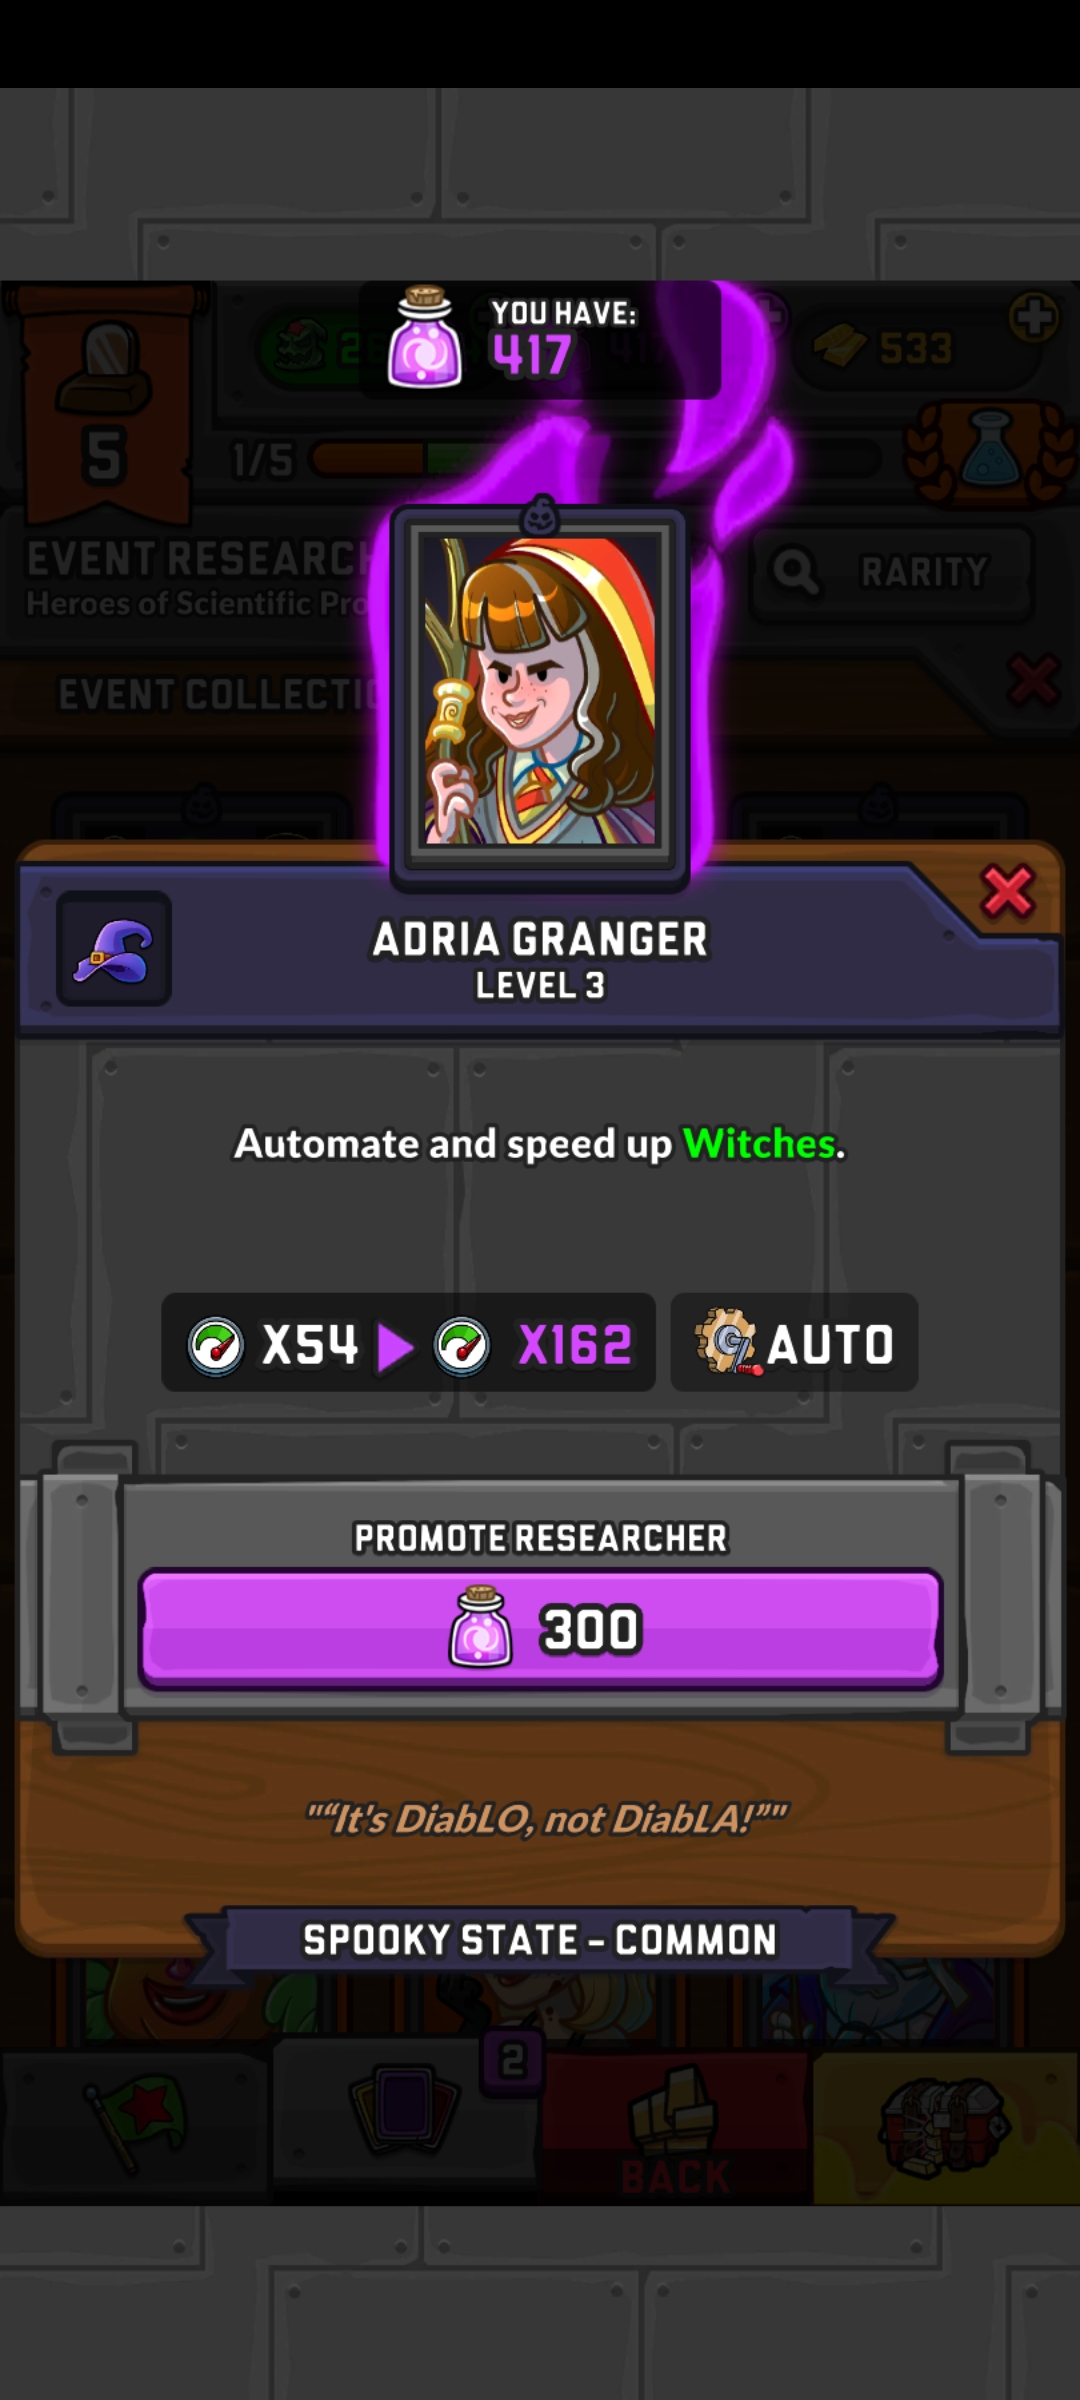 YOU HAVE:
417
533
5
1/5
EVENT RESEARCH
Heroes of Scientific Pro
RARITY
EVENT COLLECTIO
ADRIA GRANGER
LEVEL 3
Automate and speed up Witches.
X54 X162 AUTO
PROMOTE RESEARCHER
300
"“It's DiabLO, not DiabLA!”"
SPOOKY STATE - COMMON
2
BACK